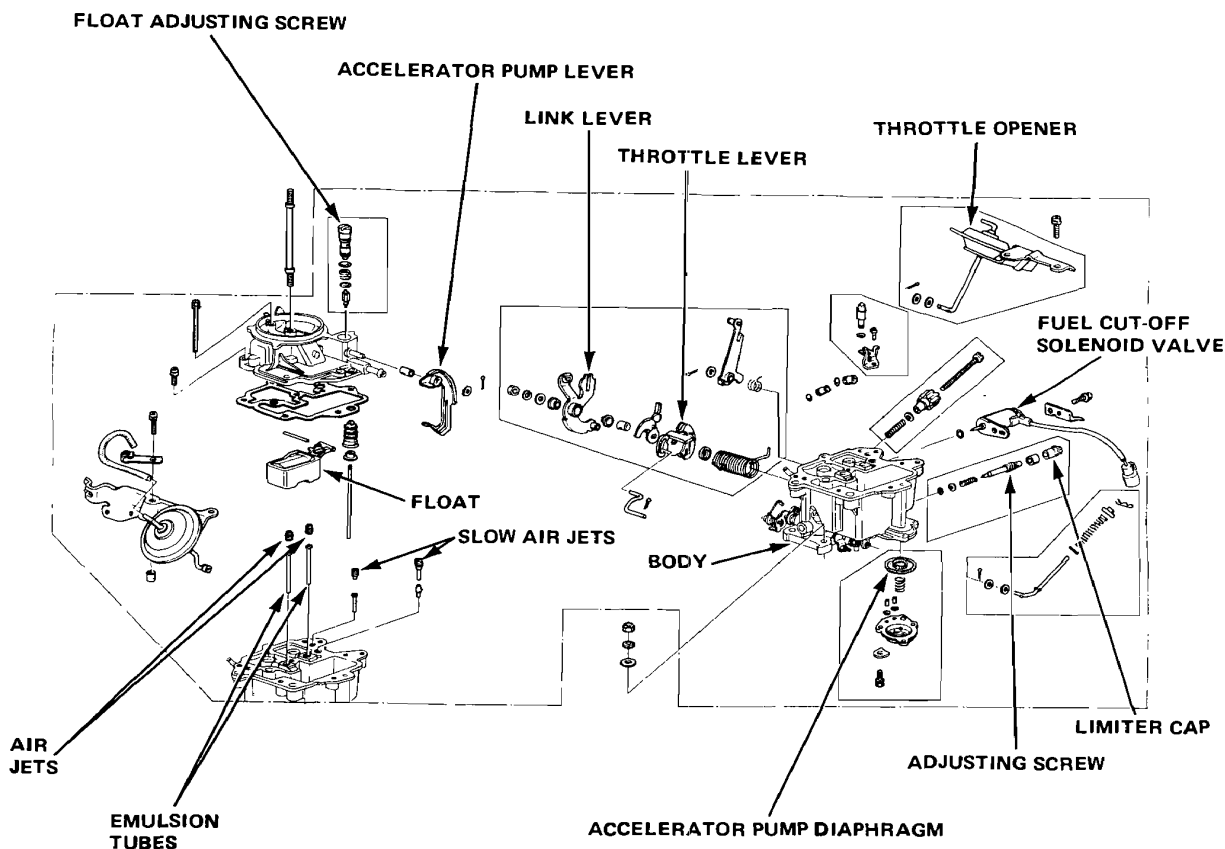 FLOAT ADJUSTING SCREW
ACCELERATOR PUMP LEVER
LINK LEVER
THROTTLE LEVER
THROTTLE OPENER
FUEL CUT-OFF
SOLENOID VALVE
FLOAT
SLOW AIR JETS
BODY
LIMITER CAP
ADJUSTING SCREW
AIR
JETS
EMULSION
TUBES
ACCELERATOR PUMP DIAPHRAGM